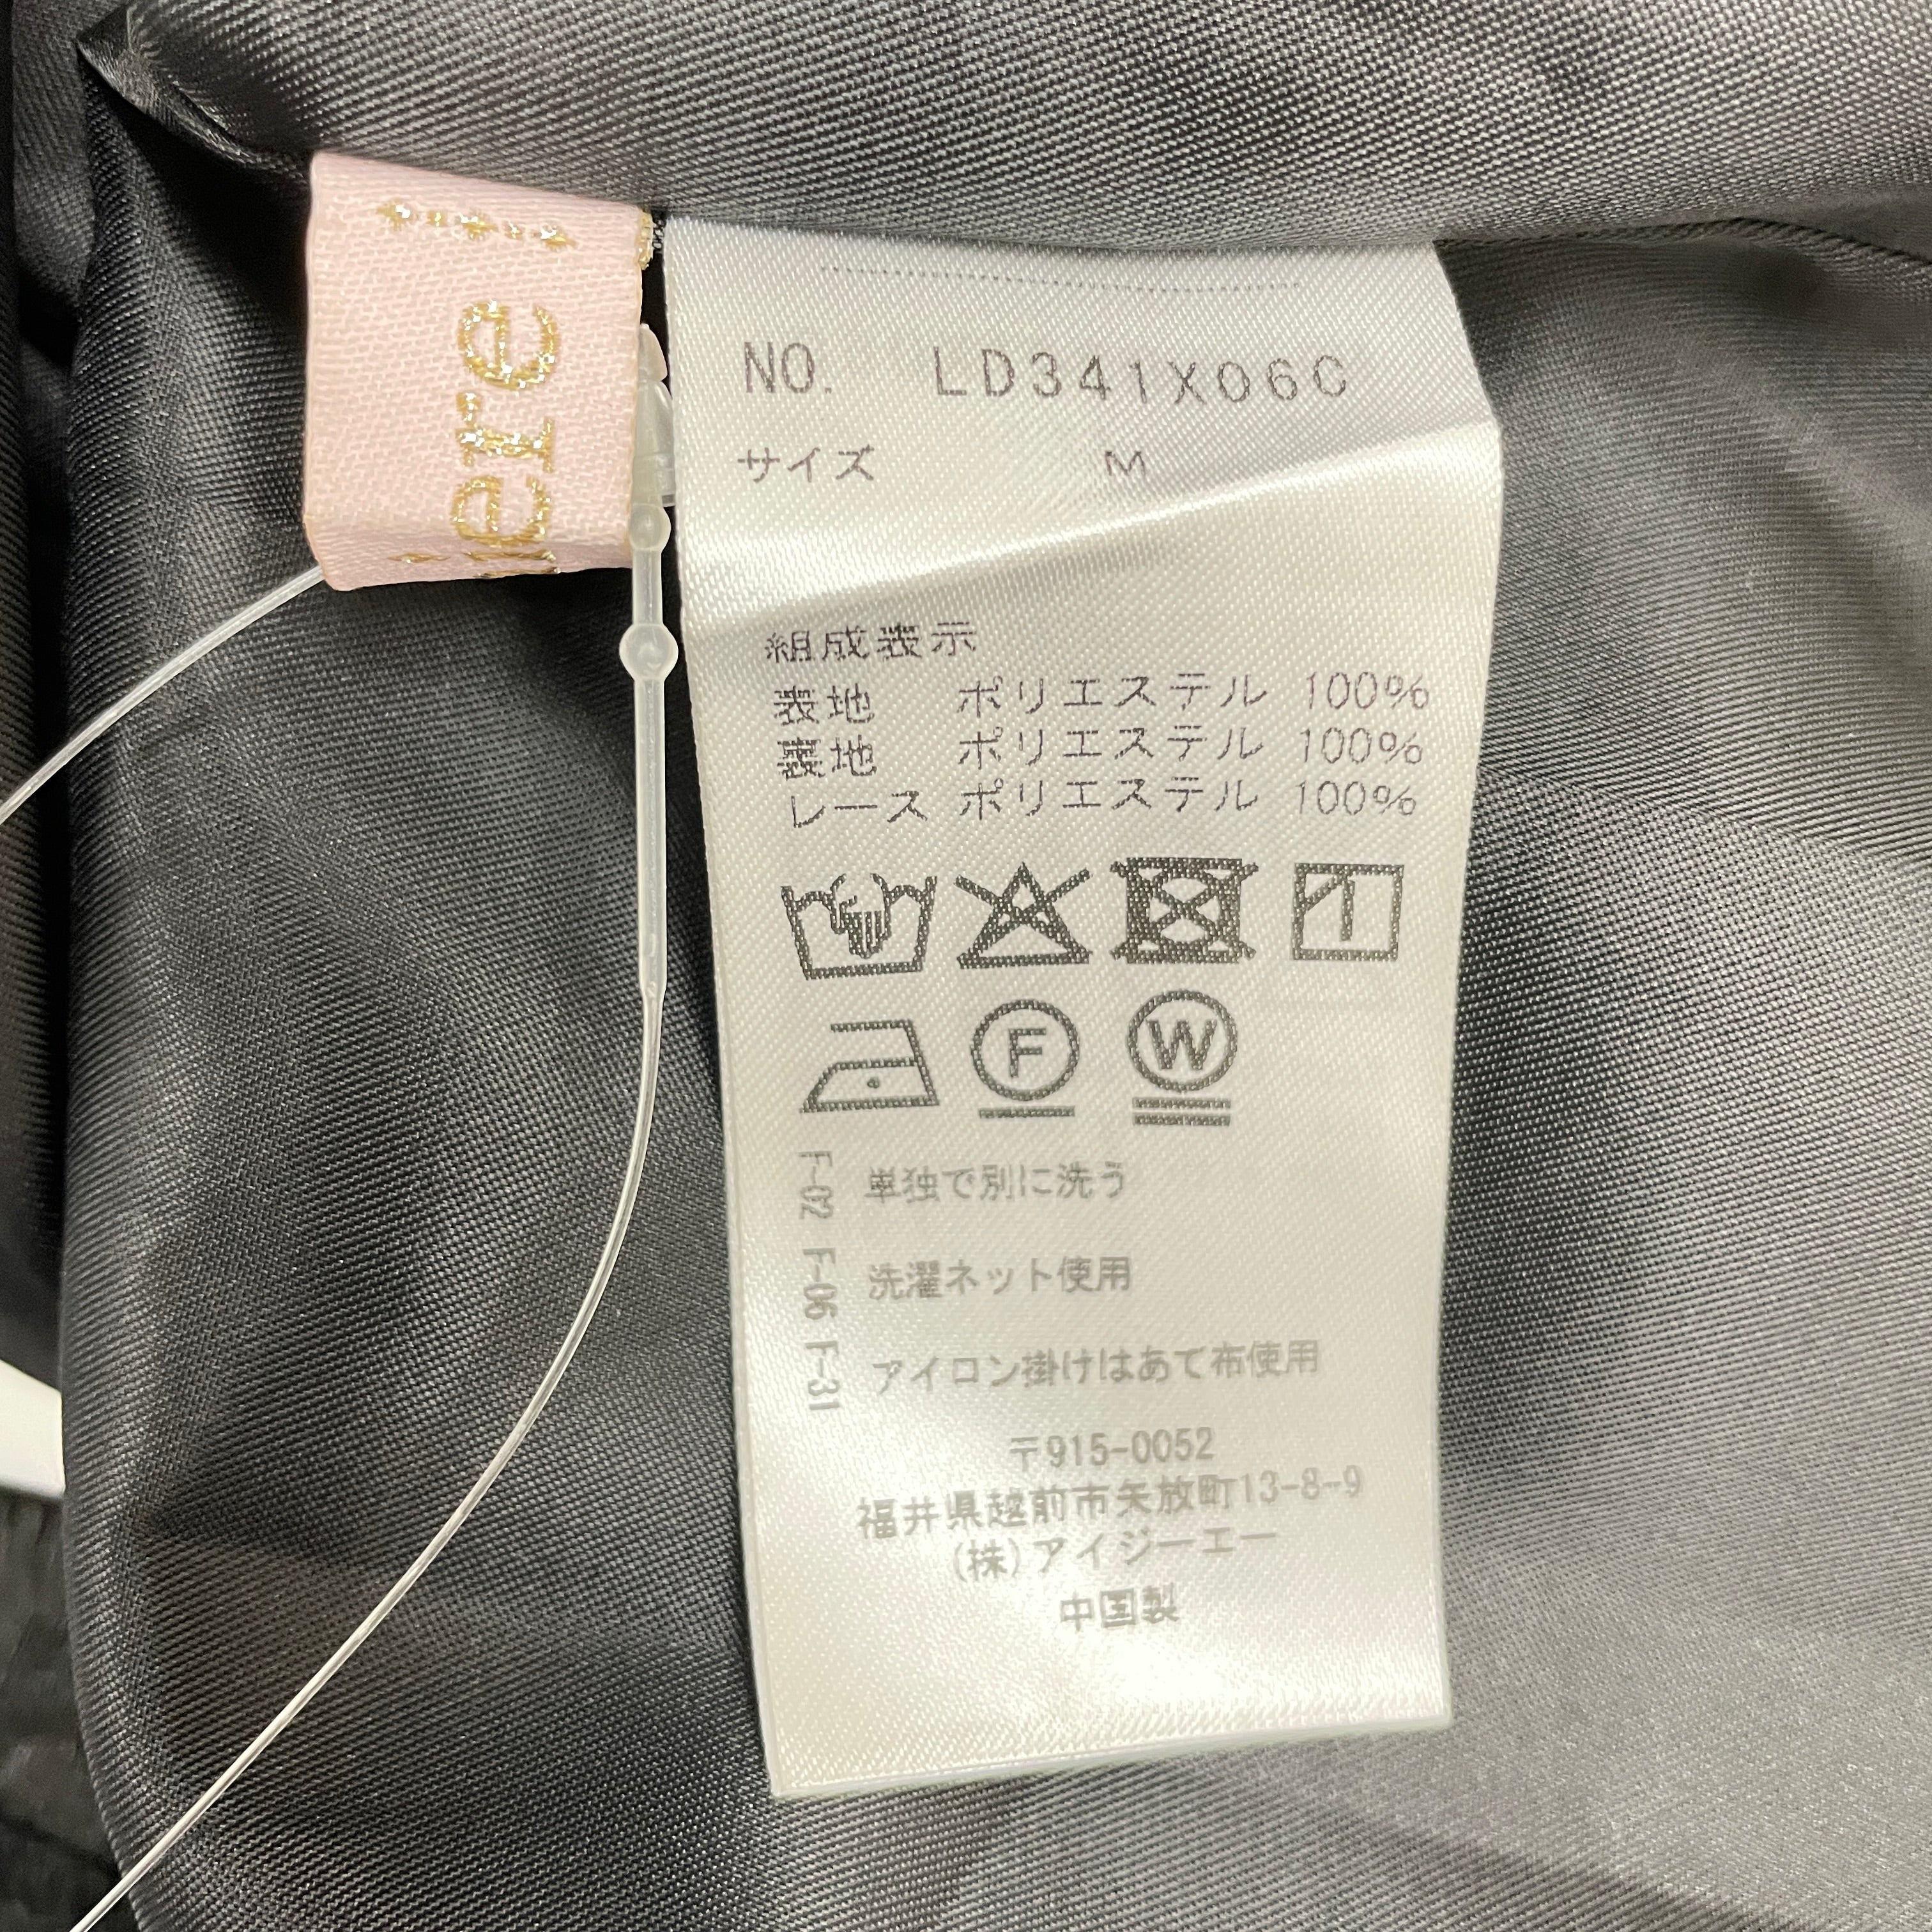 NO. LD341X06C
サイズ M
組成表示
表地 ポリエステル 100%
裏地 ポリエステル 100%
レース ポリエステル 100%
F
W
F-02 単独で別に洗う
F-06 洗濯ネット使用
F-31 アイロン掛けはあて布使用
〒915-0052
福井県越前市矢放町13-8-9
(株)アイジーエー
中国製